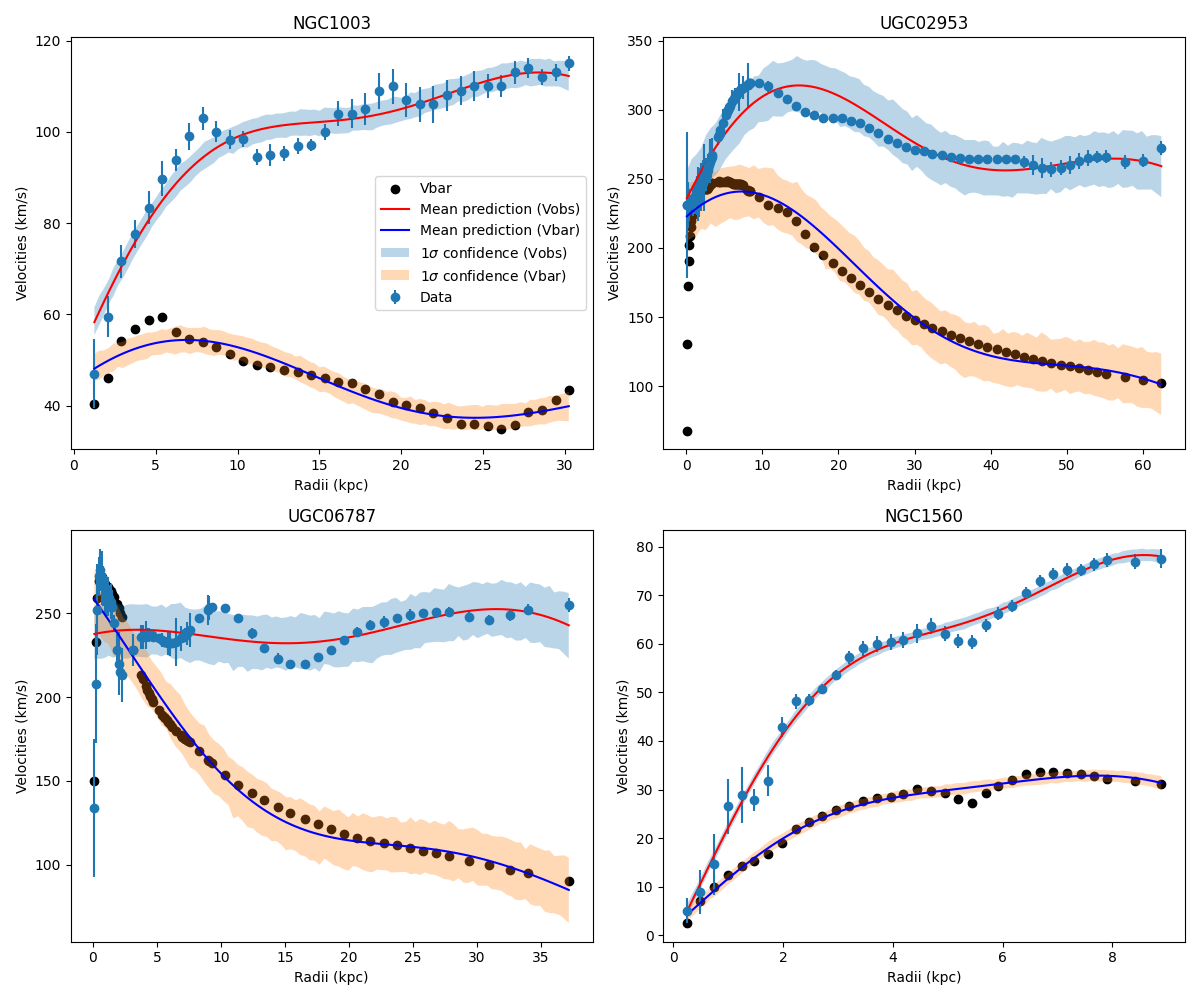 NGC1003
120
100
80
60
40
Velocities (km/s)
Vbar
Mean prediction (Vobs)
Mean prediction (Vbar)
1σ confidence (Vobs)
1σ confidence (Vbar)
Data
0 5 10 15 20 25 30
Radii (kpc)
UGC02953
350
300
250
200
150
100
Velocities (km/s)
0 10 20 30 40 50 60
Radii (kpc)
UGC06787
250
200
150
100
Velocities (km/s)
0 5 10 15 20 25 30 35
Radii (kpc)
NGC1560
80
70
60
50
40
30
20
10
0
Velocities (km/s)
0 2 4 6 8
Radii (kpc)